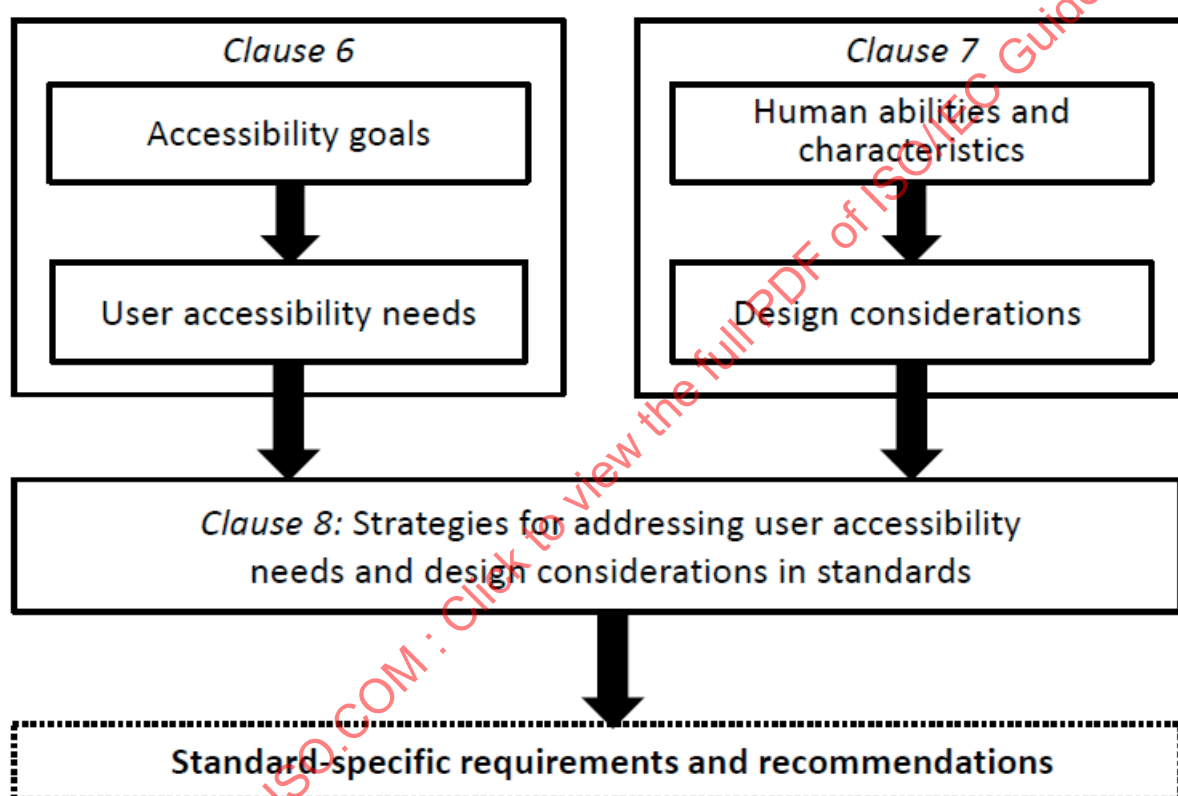 Clause 6
Accessibility goals
User accessibility needs
Clause 7
Human abilities and
characteristics
Design considerations
Clause 8: Strategies for addressing user accessibility
needs and design considerations in standards
Standard-specific requirements and recommendations
ISO.COM : Click to view the full PDF of ISO/IEC Guide